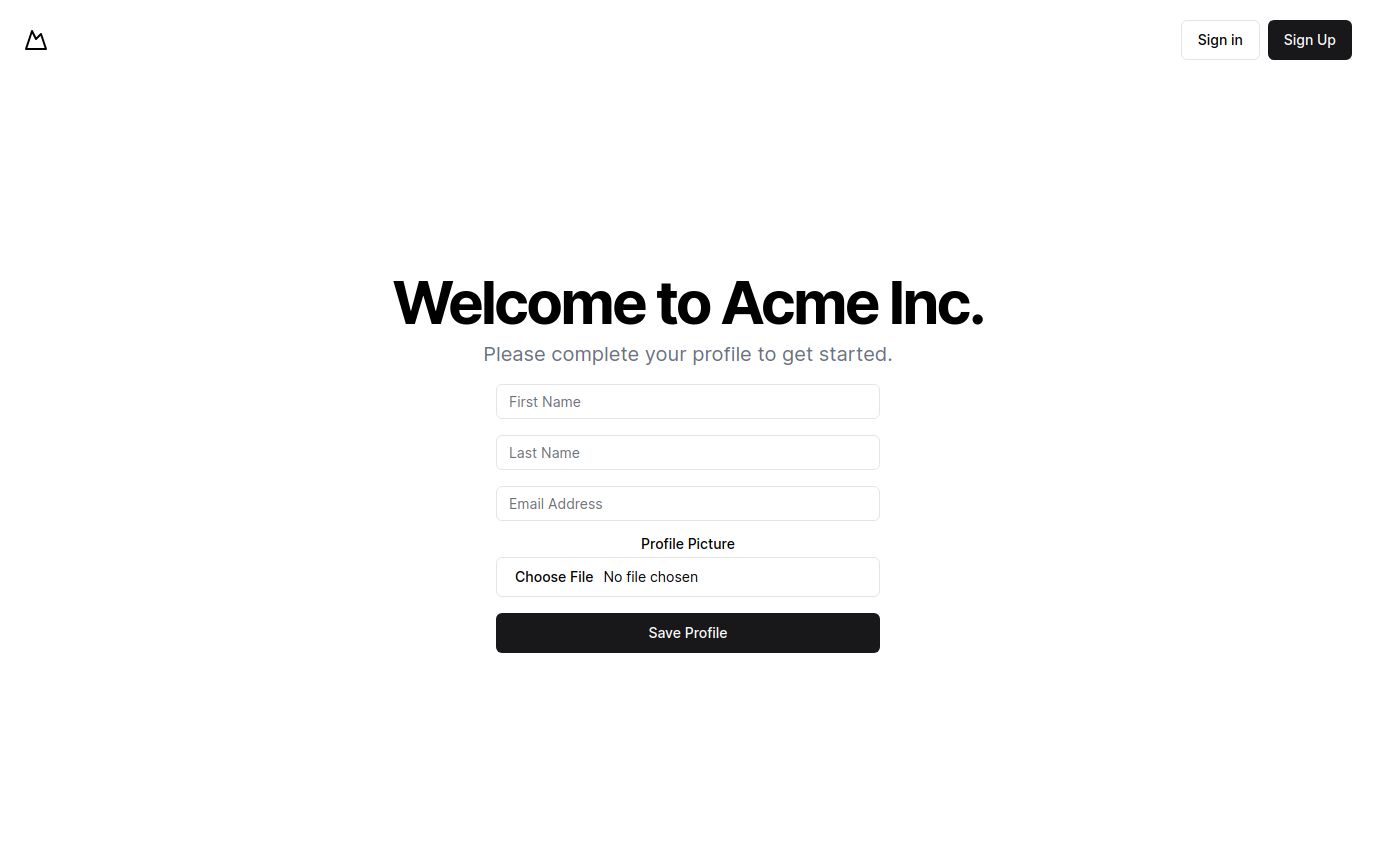 Sign in
Sign Up
Welcome to Acme Inc.
Please complete your profile to get started.
First Name
Last Name
Email Address
Profile Picture
Choose File No file chosen
Save Profile